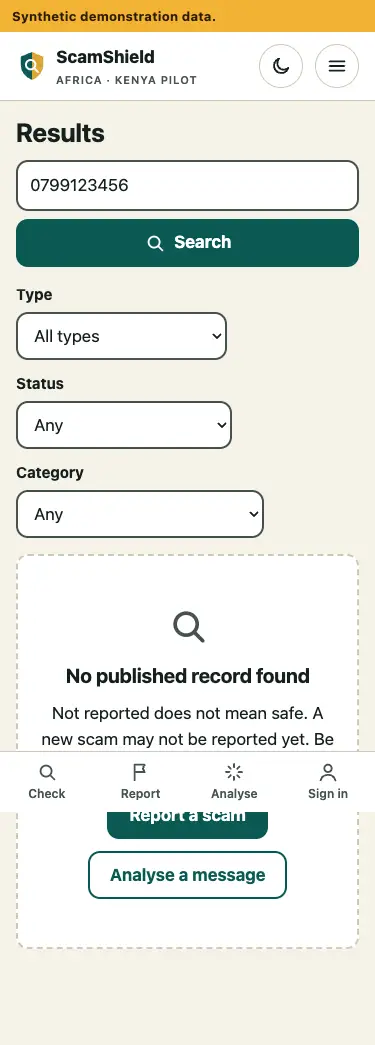 Synthetic demonstration data.
ScamShield
AFRICA · KENYA PILOT
Results
0799123456
Search
Type
All types
Status
Any
Category
Any
No published record found
Not reported does not mean safe. A
new scam may not be reported yet. Be
Check
Report
Analyse
Sign in
Report a scam
Analyse a message